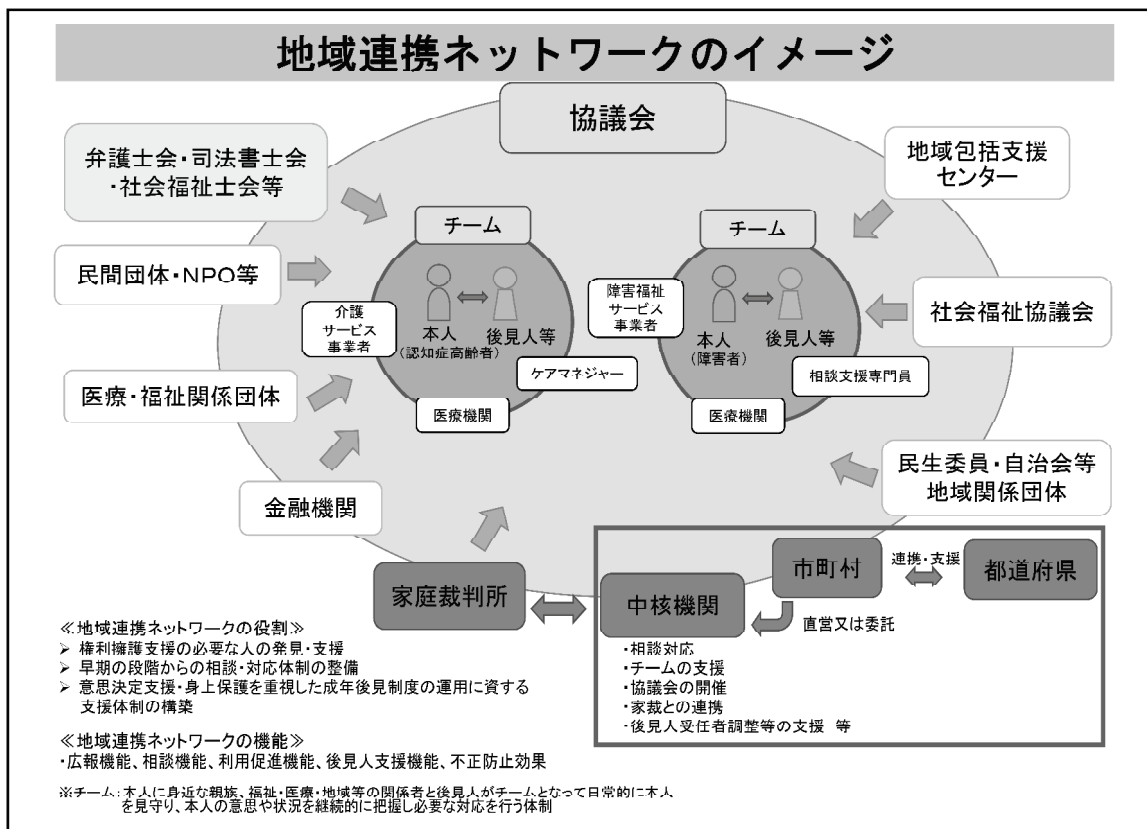 地域連携ネットワークのイメージ
協議会
弁護士会・司法書士会
・社会福祉士会等
民間団体・NPO等
医療・福祉関係団体
金融機関
地域包括支援
センター
社会福祉協議会
民生委員・自治会等
地域関係団体
チーム
介護
サービス
事業者
本人
(認知症高齢者)
後見人等
ケアマネジャー
医療機関
チーム
障害福祉
サービス
事業者
本人
(障害者)
後見人等
相談支援専門員
医療機関
家庭裁判所
中核機関
市町村
連携・支援
都道府県
直営又は委託
・相談対応
・チームの支援
・協議会の開催
・家裁との連携
・後見人受任者調整等の支援 等
≪地域連携ネットワークの役割≫
➢ 権利擁護支援の必要な人の発見・支援
➢ 早期の段階からの相談・対応体制の整備
➢ 意思決定支援・身上保護を重視した成年後見制度の運用に資する
支援体制の構築
≪地域連携ネットワークの機能≫
・広報機能、相談機能、利用促進機能、後見人支援機能、不正防止効果
※チーム:本人に身近な親族、福祉・医療・地域等の関係者と後見人がチームとなって日常的に本人
を見守り、本人の意思や状況を継続的に把握し必要な対応を行う体制